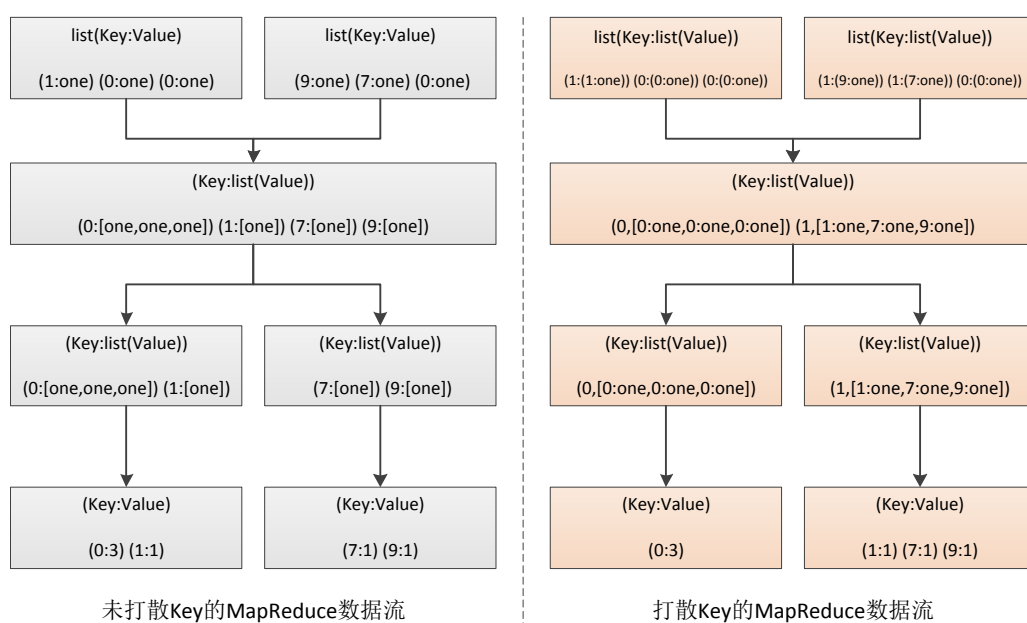 list(Key:Value)
(1:one) (0:one) (0:one)
list(Key:Value)
(9:one) (7:one) (0:one)
(Key:list(Value))
(0:[one,one,one]) (1:[one]) (7:[one]) (9:[one])
(Key:list(Value))
(0:[one,one,one]) (1:[one])
(Key:list(Value))
(7:[one]) (9:[one])
(Key:Value)
(0:3) (1:1)
(Key:Value)
(7:1) (9:1)
未打散Key的MapReduce数据流
list(Key:list(Value))
(1:(1:one)) (0:(0:one)) (0:(0:one))
list(Key:list(Value))
(1:(9:one)) (1:(7:one)) (0:(0:one))
(Key:list(Value))
(0,[0:one,0:one,0:one]) (1,[1:one,7:one,9:one])
(Key:list(Value))
(0,[0:one,0:one,0:one])
(Key:list(Value))
(1,[1:one,7:one,9:one])
(Key:Value)
(0:3)
(Key:Value)
(1:1) (7:1) (9:1)
打散Key的MapReduce数据流